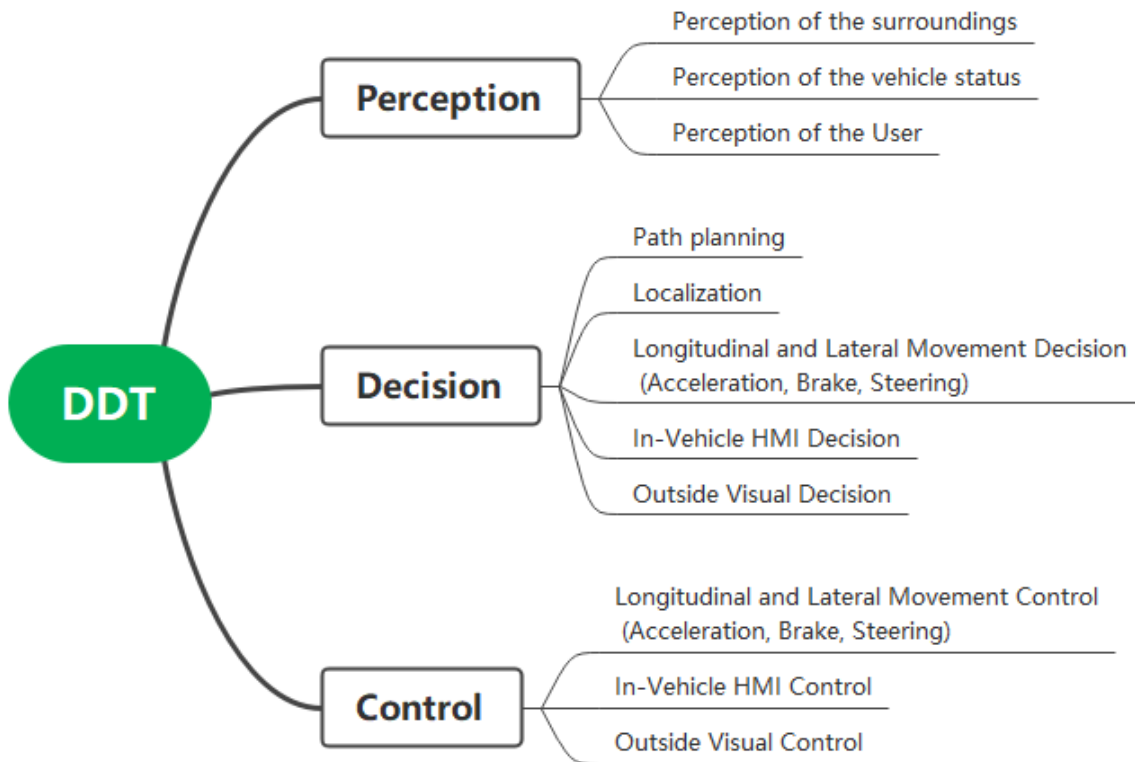 DDT
Perception
Perception of the surroundings
Perception of the vehicle status
Perception of the User
Decision
Path planning
Localization
Longitudinal and Lateral Movement Decision
(Acceleration, Brake, Steering)
In-Vehicle HMI Decision
Outside Visual Decision
Control
Longitudinal and Lateral Movement Control
(Acceleration, Brake, Steering)
In-Vehicle HMI Control
Outside Visual Control